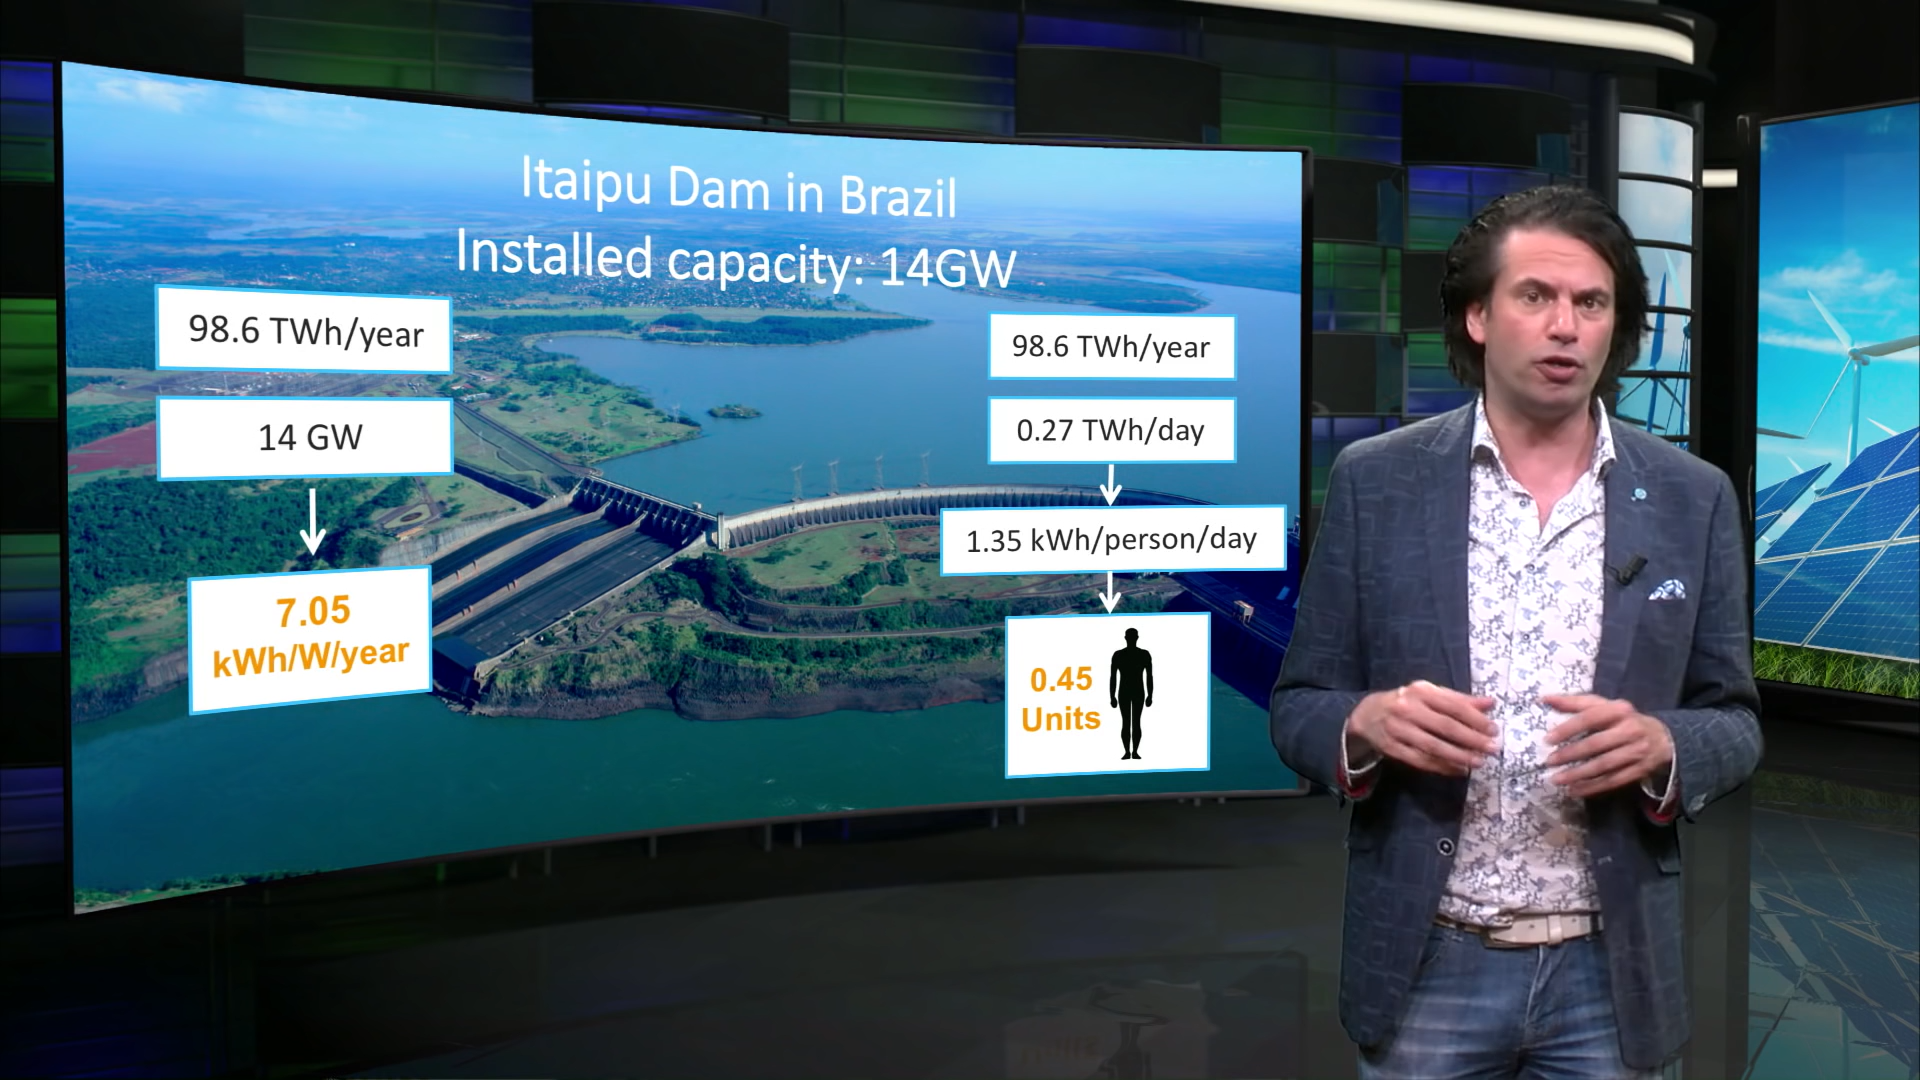 Itaipu Dam in Brazil
Installed capacity: 14GW
98.6 TWh/year
14 GW
7.05
kWh/W/year
98.6 TWh/year
0.27 TWh/day
1.35 kWh/person/day
0.45
Units